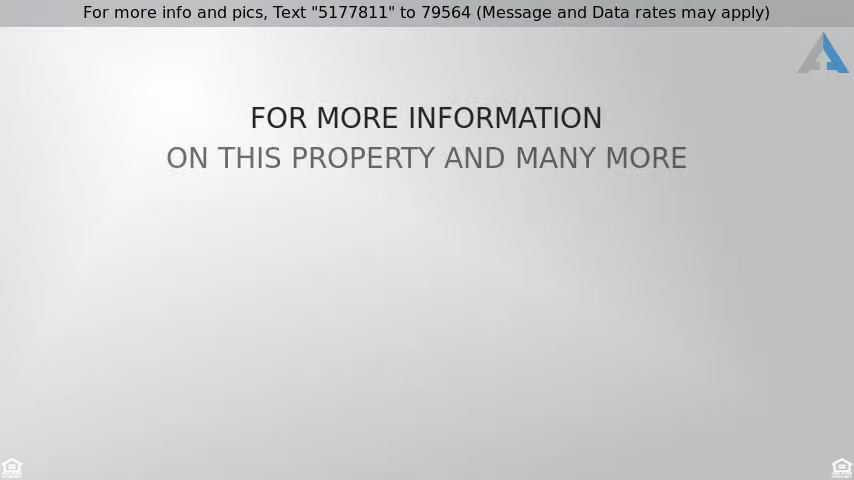 For more info and pics, Text "5177811" to 79564 (Message and Data rates may apply)
FOR MORE INFORMATION
ON THIS PROPERTY AND MANY MORE